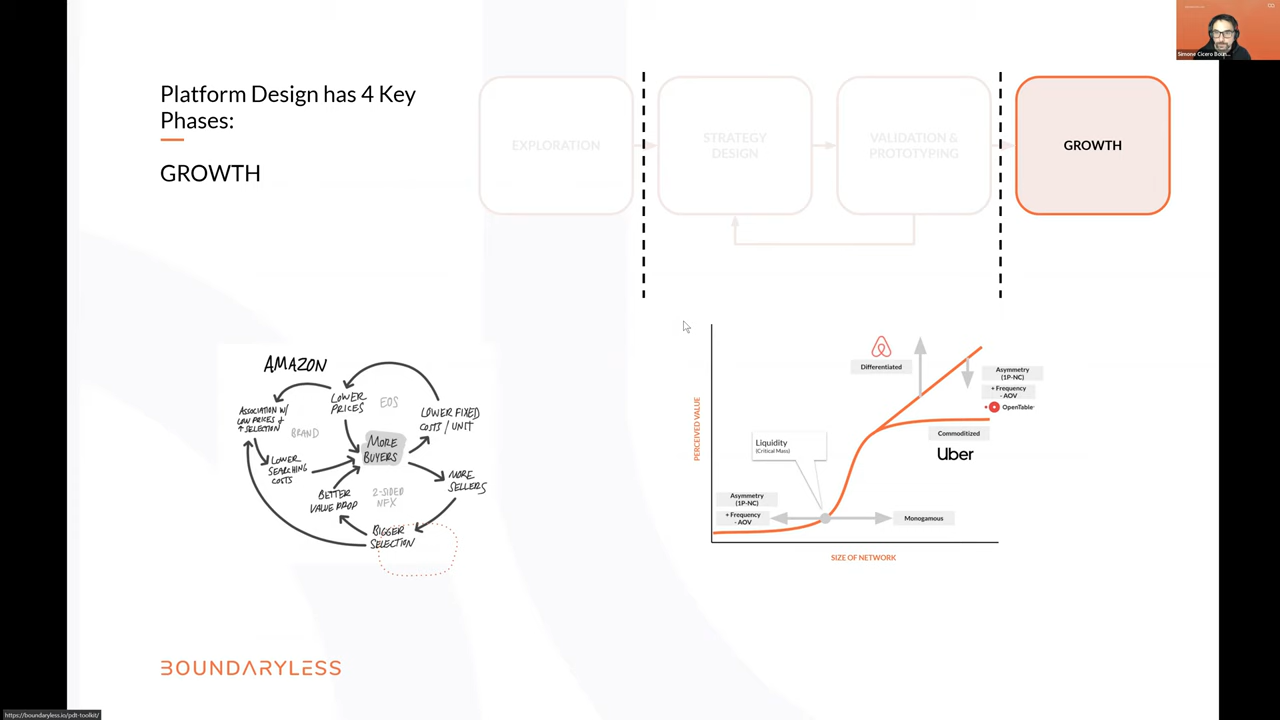 Simone Cicero Boun...
Platform Design has 4 Key
Phases:
GROWTH
EXPLORATION
STRATEGY
DESIGN
VALIDATION &
PROTOTYPING
GROWTH
AMAZON
LOWER
PRICES
EOS
ASSOCIATION W/
LOW PRICES &
↑ SELECTION
BRAND
LOWER FIXED
COSTS / UNIT
MORE
BUYERS
LOWER
SEARCHING
COSTS
MORE
SELLERS
BETTER
VALUE PROP
2-SIDED
NFX
BIGGER
SELECTION
PERCEIVED VALUE
Differentiated
Asymmetry
(1P-NC)
+ Frequency
- AOV
OpenTable
Commoditized
Uber
Liquidity
(Critical Mass)
Asymmetry
(1P-NC)
+ Frequency
- AOV
Monogamous
SIZE OF NETWORK
BOUNDARYLESS
https://boundaryless.io/pdt-toolkit/